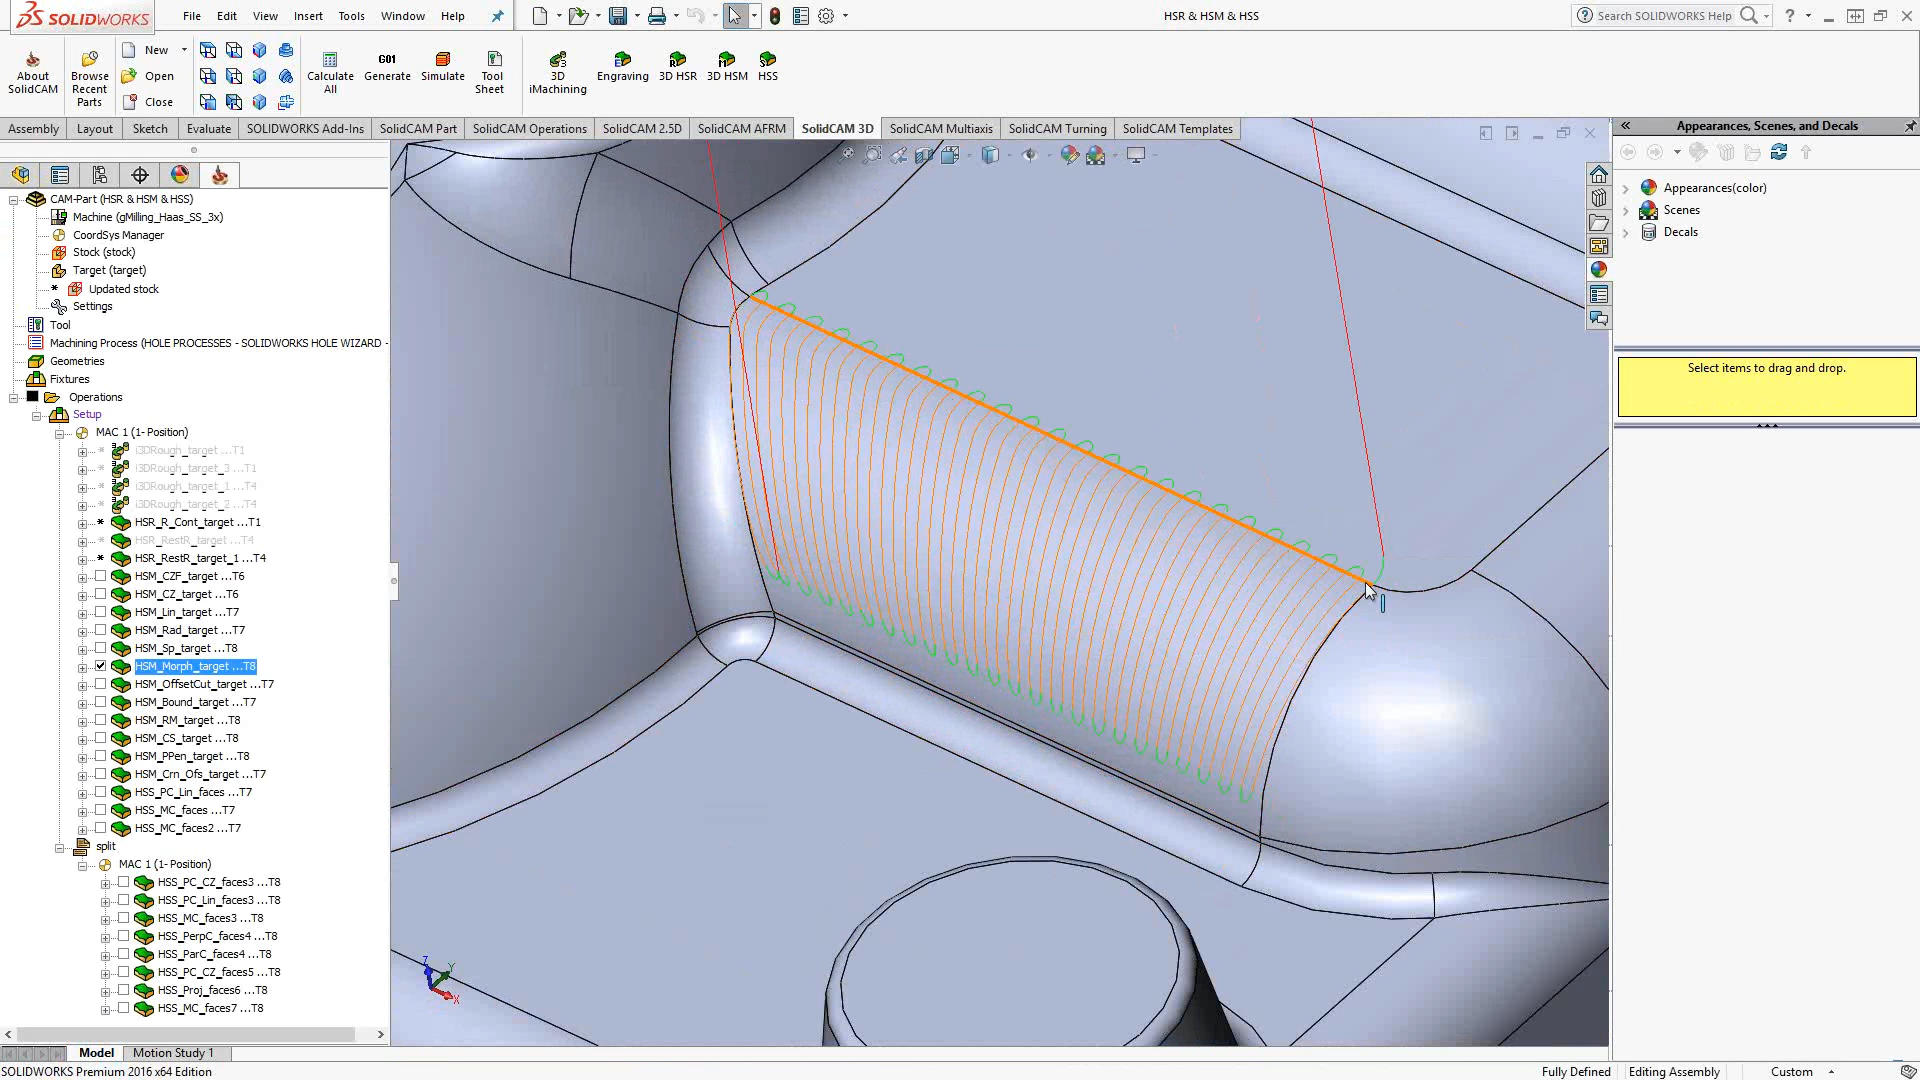 SOLIDWORKS
File Edit View Insert Tools Window Help
HSR & HSM & HSS
Search SOLIDWORKS Help
About SolidCAM
Browse Recent Parts
New
Open
Close
Calculate All
G01
Generate
Simulate
Tool Sheet
3D iMachining
Engraving
3D HSR
3D HSM
HSS
Assembly Layout Sketch Evaluate SOLIDWORKS Add-Ins SolidCAM Part SolidCAM Operations SolidCAM 2.5D SolidCAM AFRM SolidCAM 3D SolidCAM Multiaxis SolidCAM Turning SolidCAM Templates
Appearances, Scenes, and Decals
Appearances(color)
Scenes
Decals
Select items to drag and drop.
CAM-Part (HSR & HSM & HSS)
Machine (gMilling_Haas_SS_3x)
CoordSys Manager
Stock (stock)
Target (target)
Updated stock
Settings
Tool
Machining Process (HOLE PROCESSES - SOLIDWORKS HOLE WIZARD -
Geometries
Fixtures
Operations
Setup
MAC 1 (1- Position)
i3DRough_target ...T1
i3DRough_target_3 ...T1
i3DRough_target_1 ...T4
i3DRough_target_2 ...T4
HSR_R_Cont_target ...T1
HSR_RestR_target ...T4
HSR_RestR_target_1 ...T4
HSM_CZF_target ...T6
HSM_CZ_target ...T6
HSM_Lin_target ...T7
HSM_Rad_target ...T7
HSM_Sp_target ...T8
HSM_Morph_target ...T8
HSM_OffsetCut_target ...T7
HSM_Bound_target ...T7
HSM_RM_target ...T8
HSM_CS_target ...T8
HSM_PPen_target ...T8
HSM_Crn_Ofs_target ...T7
HSS_PC_Lin_faces ...T7
HSS_MC_faces ...T7
HSS_MC_faces2 ...T7
split
MAC 1 (1- Position)
HSS_PC_CZ_faces3 ...T8
HSS_PC_Lin_faces3 ...T8
HSS_MC_faces3 ...T8
HSS_PerpC_faces4 ...T8
HSS_ParC_faces4 ...T8
HSS_PC_CZ_faces5 ...T8
HSS_Proj_faces6 ...T8
HSS_MC_faces7 ...T8
Z
Y
X
Model Motion Study 1
SOLIDWORKS Premium 2016 x64 Edition
Fully Defined Editing Assembly Custom